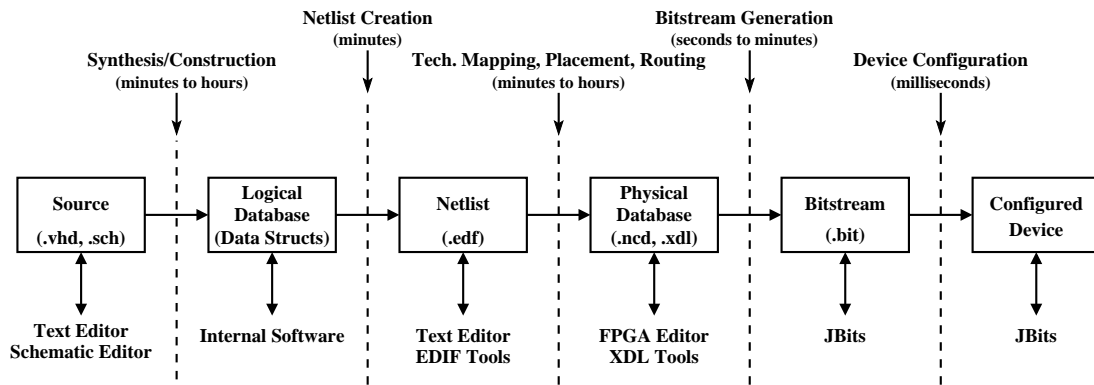 Netlist Creation
(minutes)
Bitstream Generation
(seconds to minutes)
Synthesis/Construction
(minutes to hours)
Tech. Mapping, Placement, Routing
(minutes to hours)
Device Configuration
(milliseconds)
Source
(.vhd, .sch)
Logical
Database
(Data Structs)
Netlist
(.edf)
Physical
Database
(.ncd, .xdl)
Bitstream
(.bit)
Configured
Device
Text Editor
Schematic Editor
Internal Software
Text Editor
EDIF Tools
FPGA Editor
XDL Tools
JBits
JBits